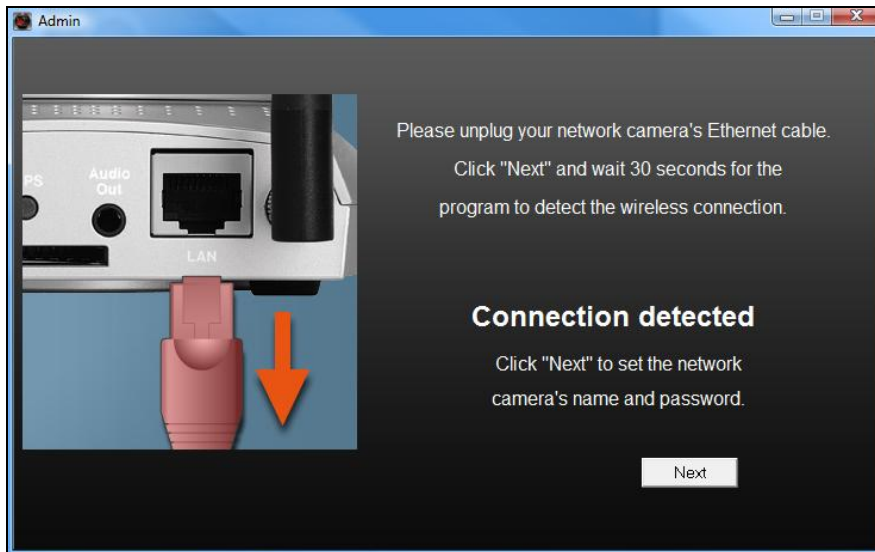 Admin
PS
Audio
Out
LAN
Please unplug your network camera's Ethernet cable.
Click "Next" and wait 30 seconds for the
program to detect the wireless connection.
Connection detected
Click "Next" to set the network
camera's name and password.
Next